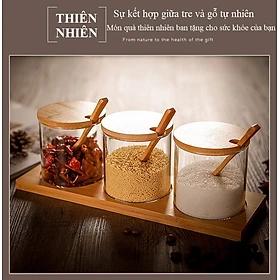 THIÊN
NHIÊN
Sự kết hợp giữa tre và gỗ tự nhiên
Món quà thiên nhiên ban tặng cho sức khỏe của bạn
From nature to the health of the gift